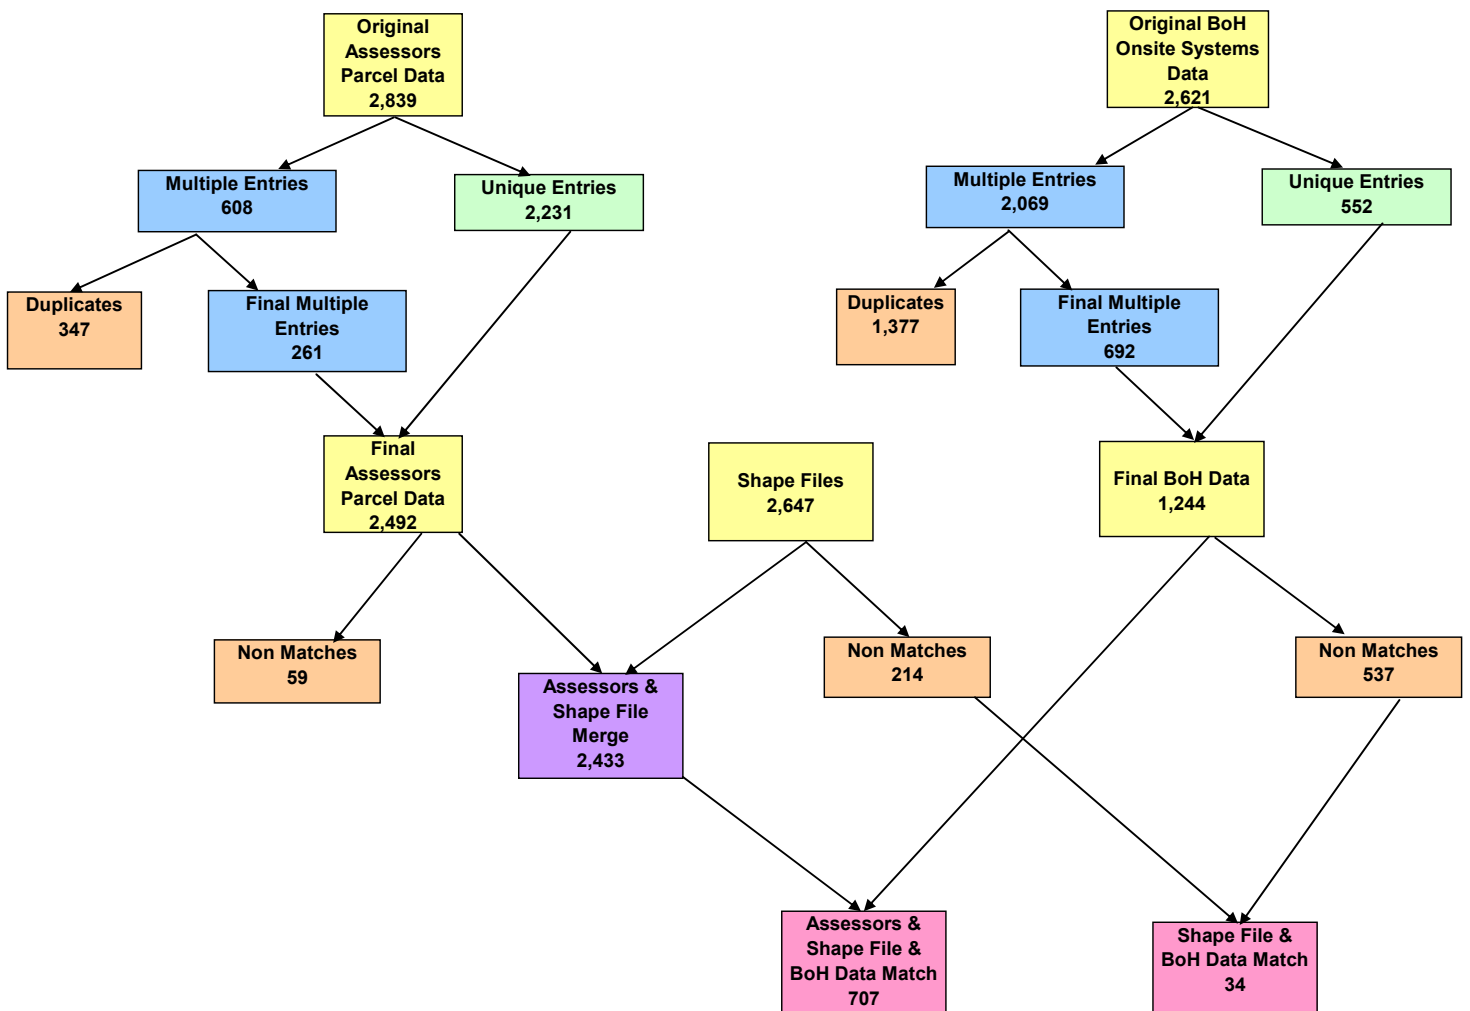 Original
Assessors
Parcel Data
2,839
Original BoH
Onsite Systems
Data
2,621
Multiple Entries
608
Unique Entries
2,231
Multiple Entries
2,069
Unique Entries
552
Duplicates
347
Final Multiple
Entries
261
Duplicates
1,377
Final Multiple
Entries
692
Final
Assessors
Parcel Data
2,492
Shape Files
2,647
Final BoH Data
1,244
Non Matches
59
Assessors &
Shape File
Merge
2,433
Non Matches
214
Non Matches
537
Assessors &
Shape File &
BoH Data Match
707
Shape File &
BoH Data Match
34